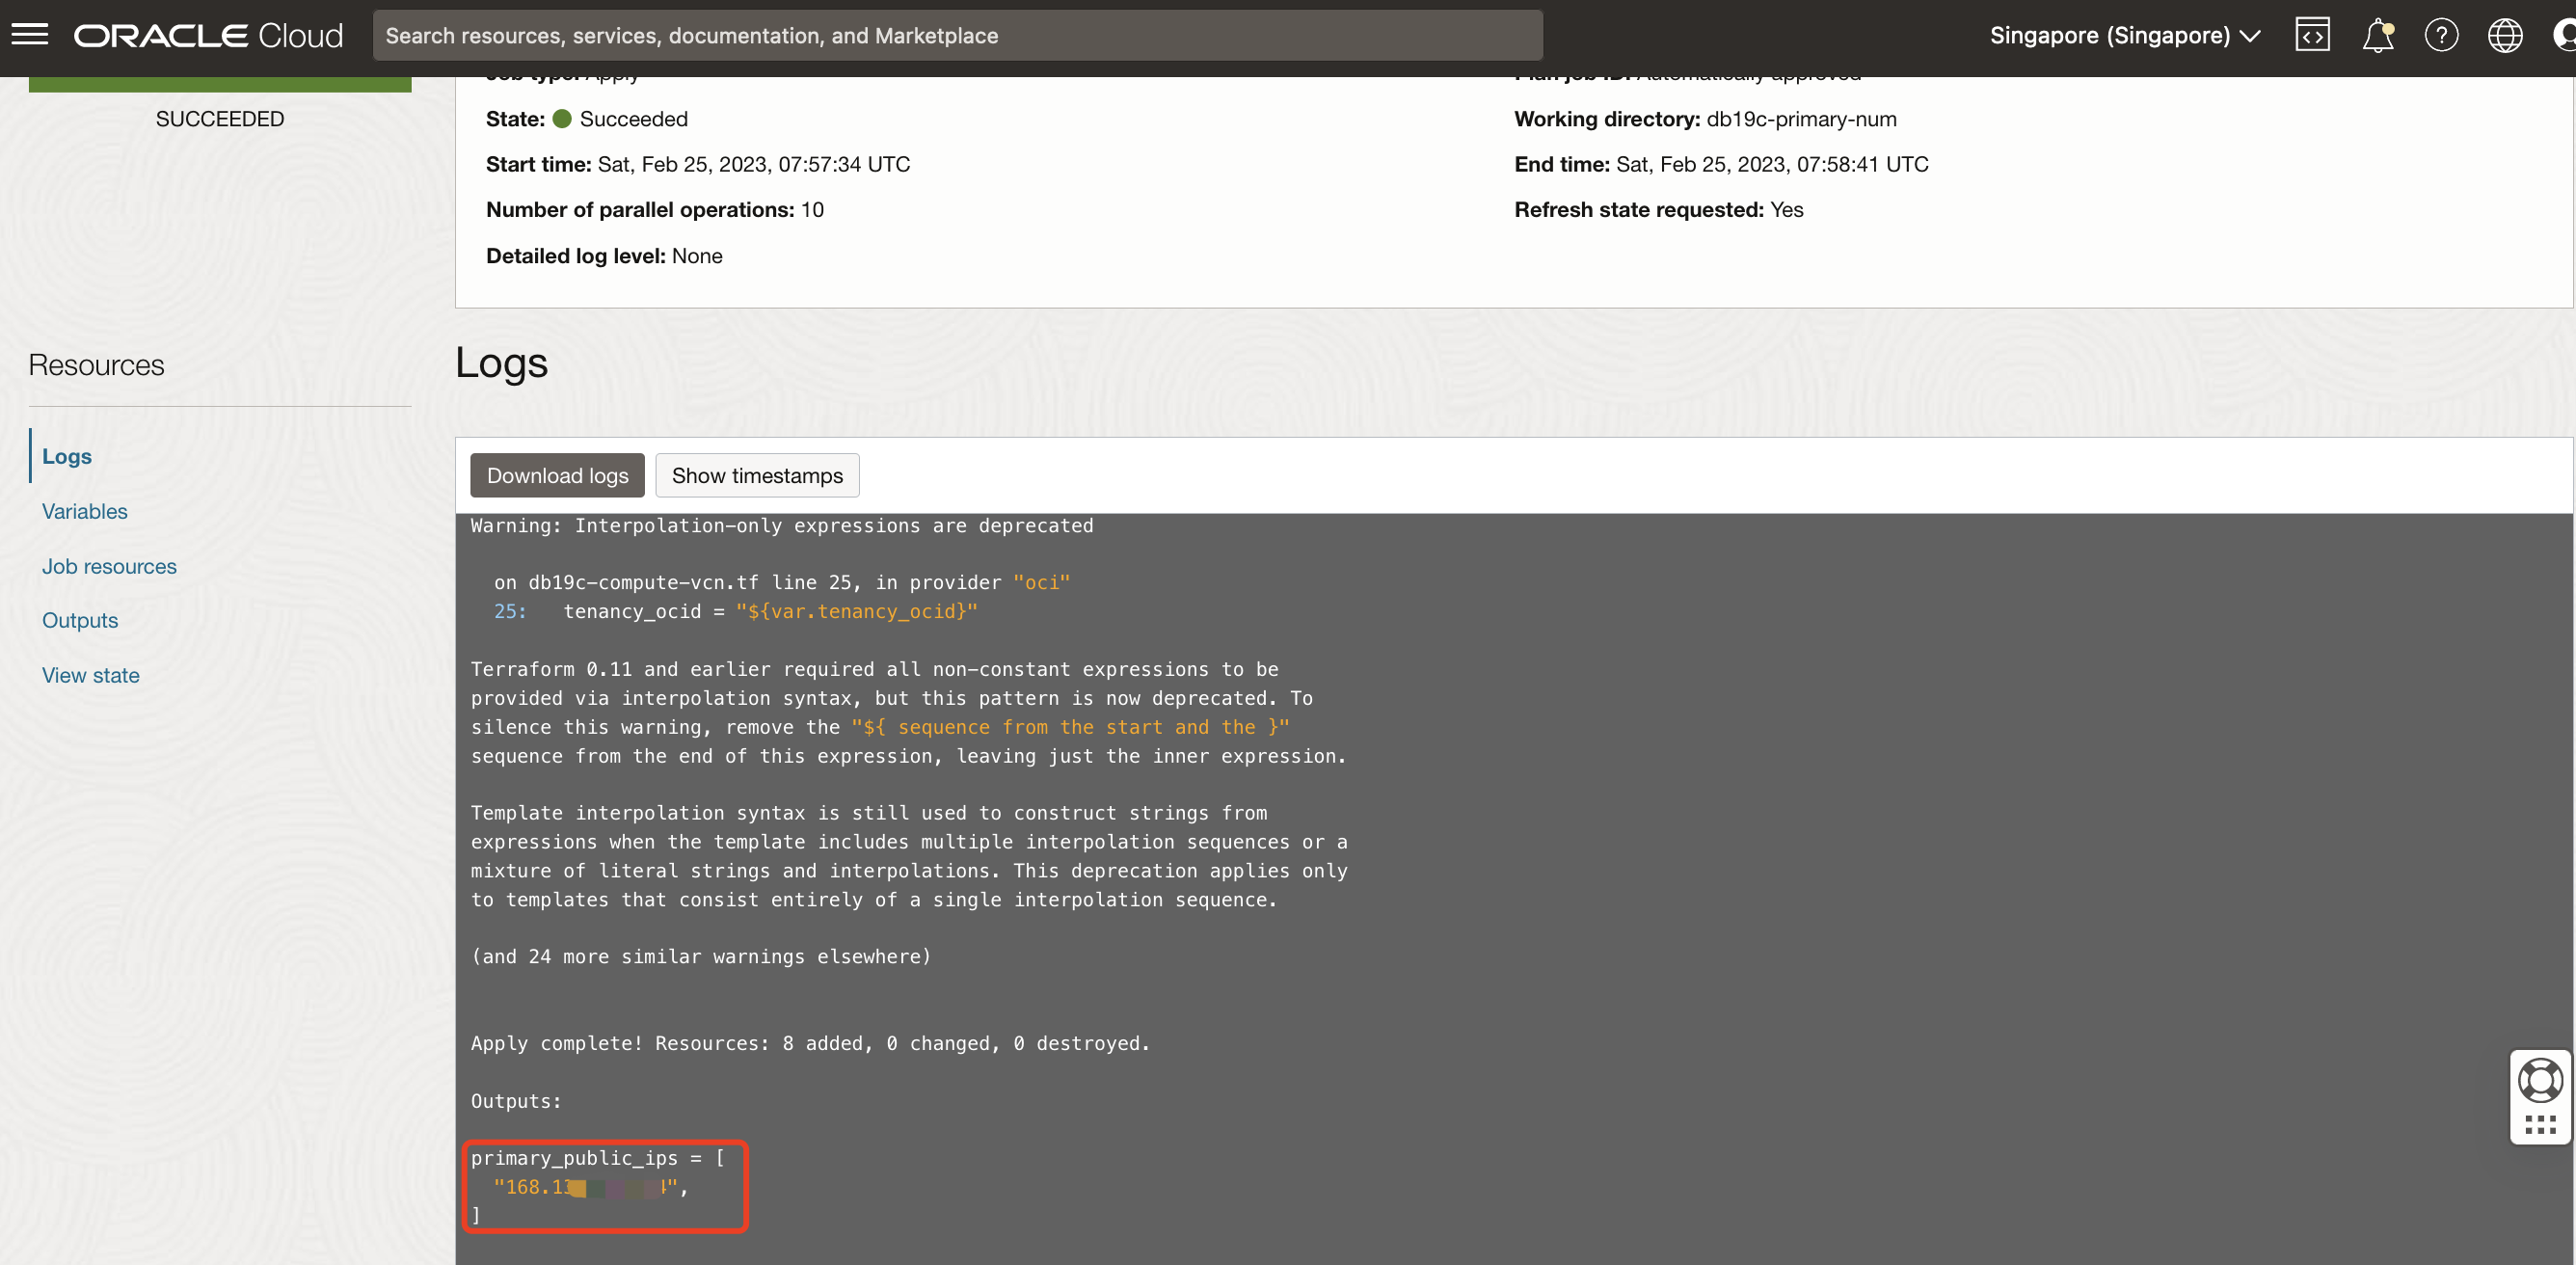 ORACLE Cloud
Search resources, services, documentation, and Marketplace
Singapore (Singapore)
SUCCEEDED
Job type: Apply
Plan job ID: Automatically approved
State: Succeeded
Working directory: db19c-primary-num
Start time: Sat, Feb 25, 2023, 07:57:34 UTC
End time: Sat, Feb 25, 2023, 07:58:41 UTC
Number of parallel operations: 10
Refresh state requested: Yes
Detailed log level: None
Resources
Logs
Variables
Job resources
Outputs
View state
Logs
Download logs
Show timestamps
Warning: Interpolation-only expressions are deprecated
on db19c-compute-vcn.tf line 25, in provider "oci"
25:   tenancy_ocid = "${var.tenancy_ocid}"
Terraform 0.11 and earlier required all non-constant expressions to be
provided via interpolation syntax, but this pattern is now deprecated. To
silence this warning, remove the "${ sequence from the start and the }"
sequence from the end of this expression, leaving just the inner expression.
Template interpolation syntax is still used to construct strings from
expressions when the template includes multiple interpolation sequences or a
mixture of literal strings and interpolations. This deprecation applies only
to templates that consist entirely of a single interpolation sequence.
(and 24 more similar warnings elsewhere)
Apply complete! Resources: 8 added, 0 changed, 0 destroyed.
Outputs:
primary_public_ips = [
]